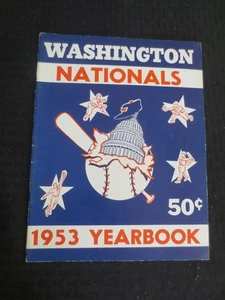 WASHINGTON
NATIONALS
50¢
1953 YEARBOOK